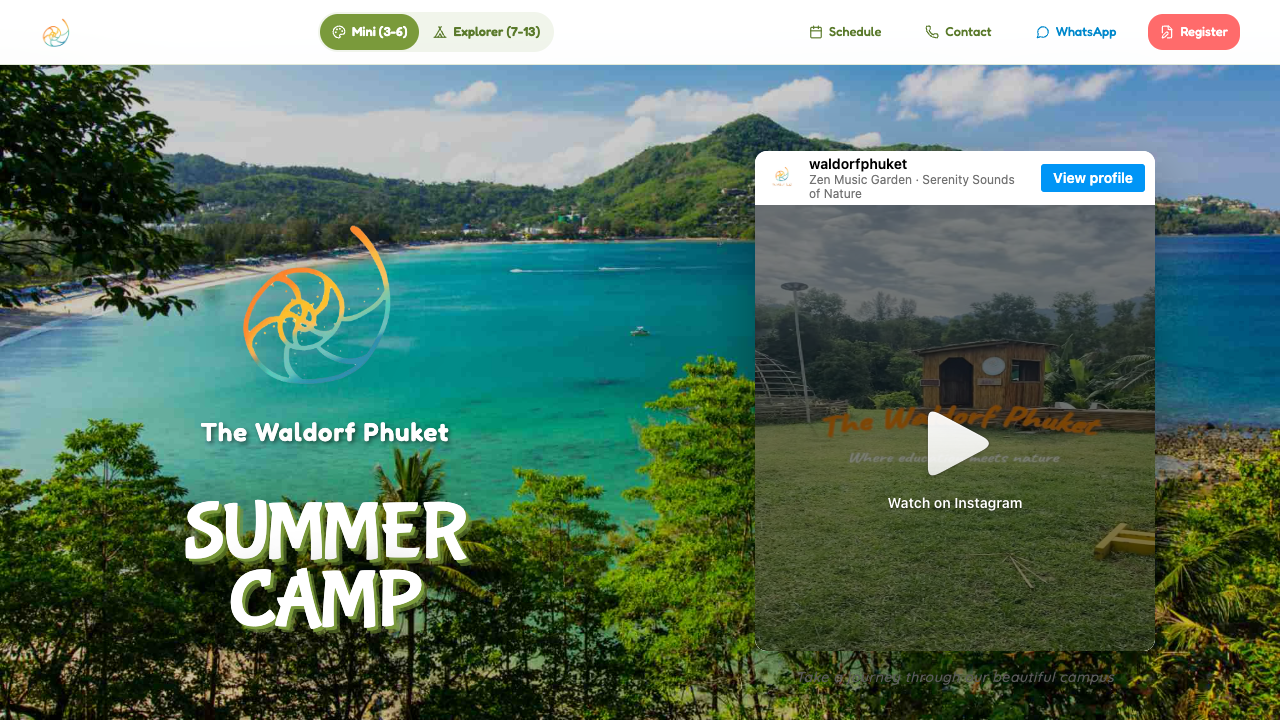 Mini (3-6)
Explorer (7-13)
Schedule
Contact
WhatsApp
Register
The Waldorf Phuket
SUMMER
CAMP
waldorfphuket
Zen Music Garden · Serenity Sounds
of Nature
View profile
The Waldorf Phuket
Where education meets nature
Watch on Instagram
Take a journey through our beautiful campus